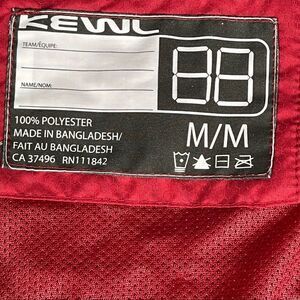 KEWL
TEAM/ÉQUIPE:
NAME/NOM:
88
100% POLYESTER
MADE IN BANGLADESH/
FAIT AU BANGLADESH
CA 37496 RN111842
M/M